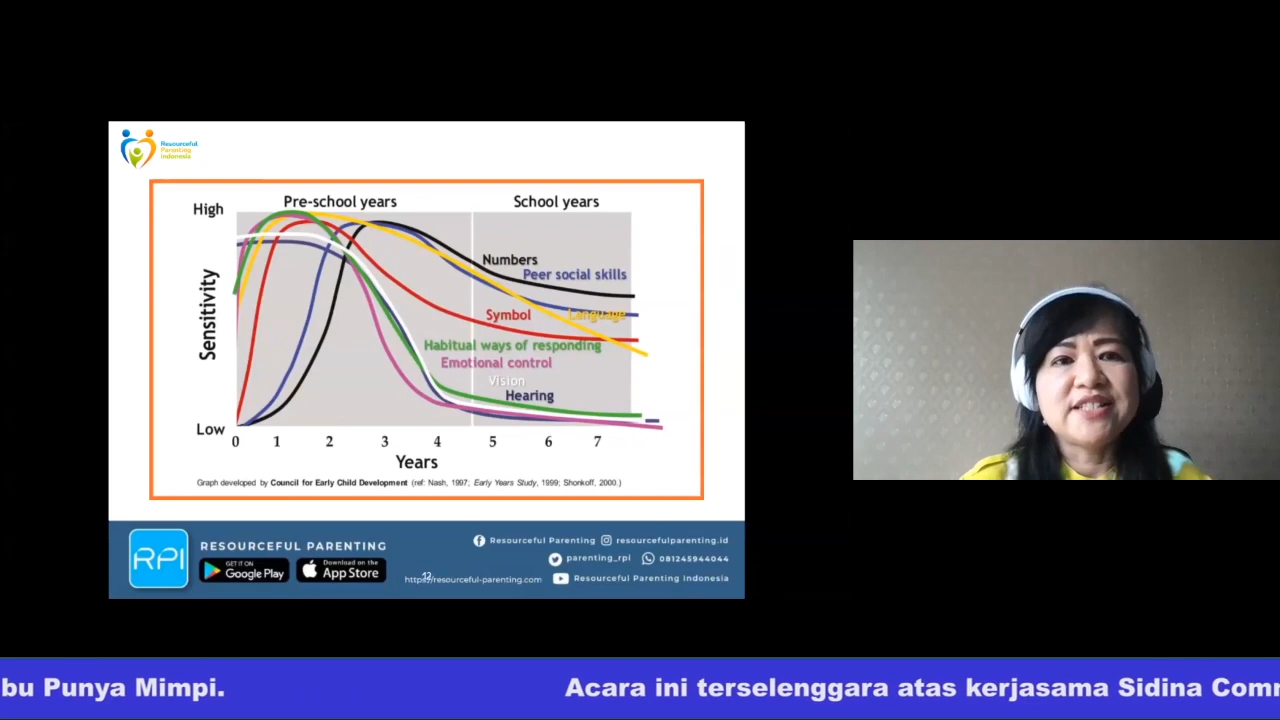 Resourceful
Parenting
Indonesia
Pre-school years
School years
High
Sensitivity
Numbers
Peer social skills
Symbol
Language
Habitual ways of responding
Emotional control
Vision
Hearing
Low
0 1 2 3 4 5 6 7
Years
Graph developed by Council for Early Child Development (ref: Nash, 1997; Early Years Study, 1999; Shonkoff, 2000.)
RPI
RESOURCEFUL PARENTING
GET IT ON
Google Play
Download on the
App Store
Resourceful Parenting
resourcefulparenting.id
parenting_rpi
081245944044
12
https://resourceful-parenting.com
Resourceful Parenting Indonesia
bu Punya Mimpi.
Acara ini terselenggara atas kerjasama Sidina Com